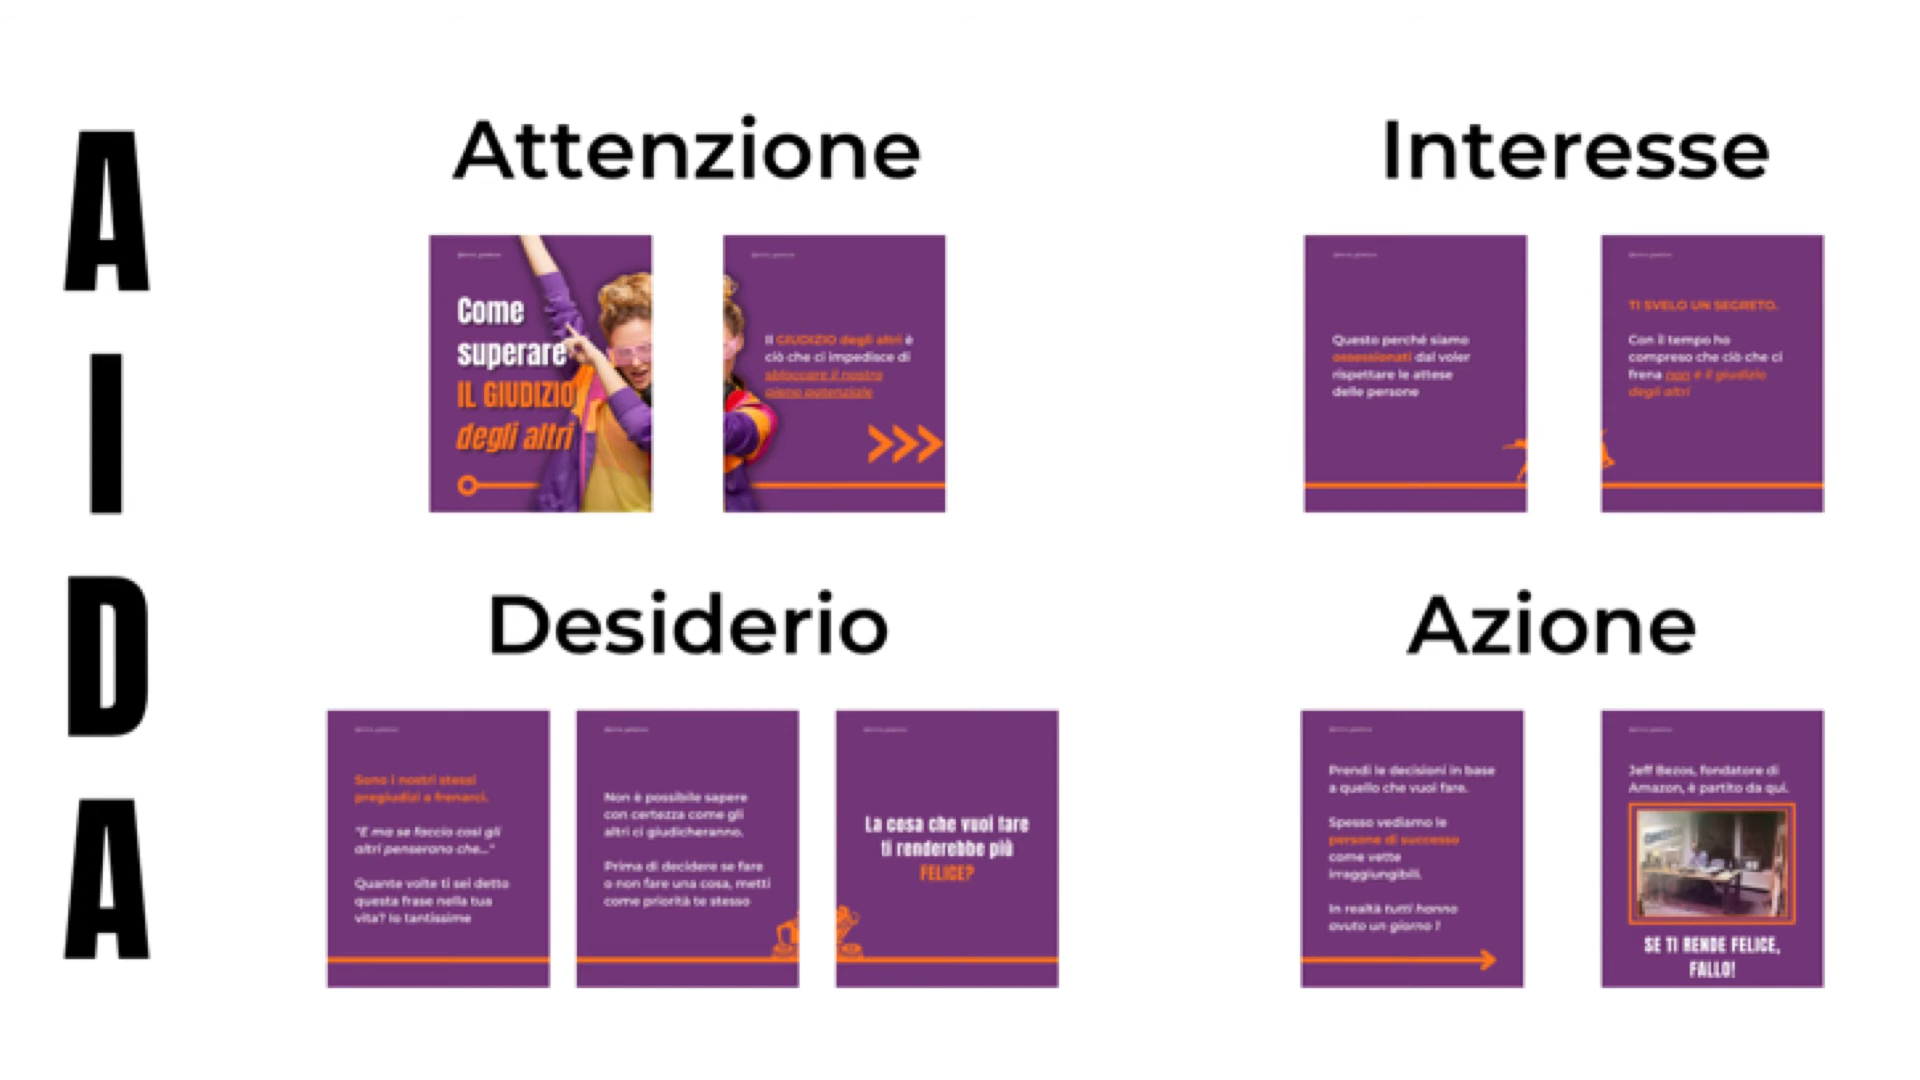 A
I
D
A
Attenzione
Come
superare
IL GIUDIZIO
degli altri
Il GIUDIZIO degli altri è
ciò che ci impedisce di
sbloccare il nostro
pieno potenziale
Interesse
Questo perché siamo
ossessionati dal voler
rispettare le attese
delle persone
TI SVELO UN SEGRETO.
Con il tempo ho
compreso che ciò che ci
frena non è il giudizio
degli altri
Desiderio
Sono i nostri stessi
pregiudizi a frenarci.
"E ma se faccio così gli
altri penserano che..."
Quante volte ti sei detto
questa frase nella tua
vita? Io tantissime
Non è possibile sapere
con certezza come gli
altri ci giudicheranno.
Prima di decidere se fare
o non fare una cosa, metti
come priorità te stesso
La cosa che vuoi fare
ti renderebbe più
FELICE?
Azione
Prendi le decisioni in base
a quello che vuoi fare.
Spesso vediamo le
persone di successo
come vette
irraggiungibili.
In realtà tutti hanno
avuto un giorno 1
Jeff Bezos, fondatore di
Amazon, è partito da qui.
SE TI RENDE FELICE,
FALLO!